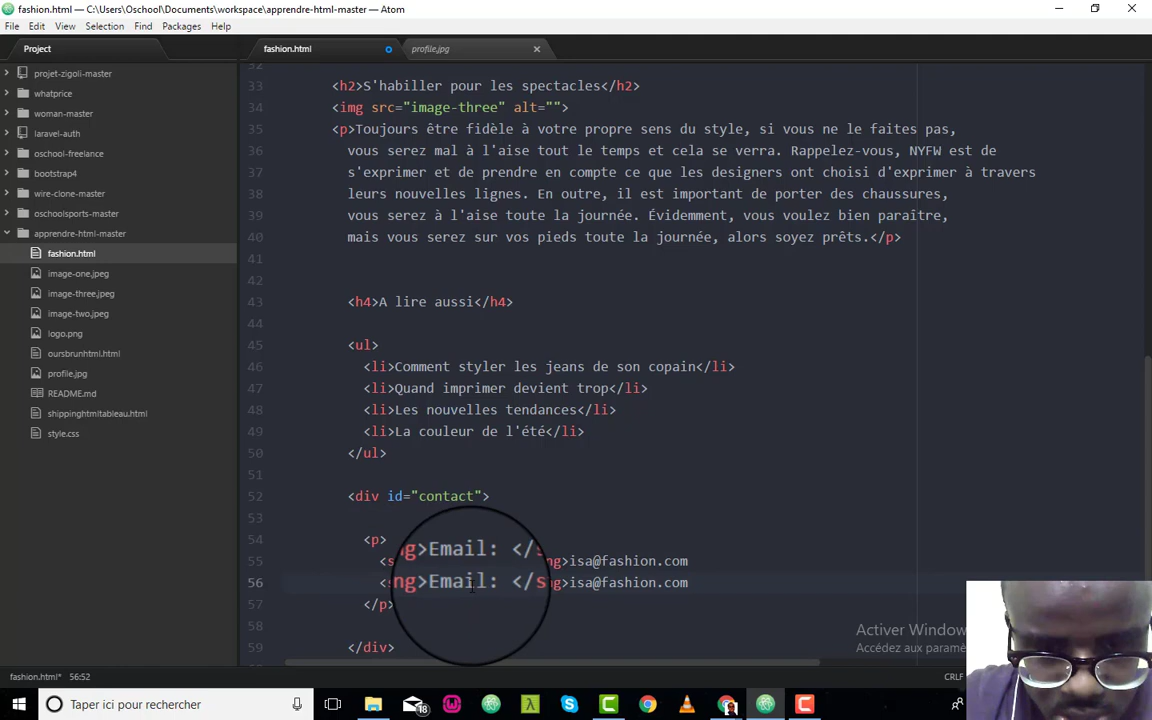 fashion.html — C:\Users\Oschool\Documents\workspace\apprendre-html-master — Atom
File Edit View Selection Find Packages Help
Project
fashion.html
profile.jpg
projet-zigoli-master
whatprice
woman-master
laravel-auth
oschool-freelance
bootstrap4
wire-clone-master
oschoolsports-master
apprendre-html-master
fashion.html
image-one.jpeg
image-three.jpeg
image-two.jpeg
logo.png
oursbrunhtml.html
profile.jpg
README.md
shippinghtmltableau.html
style.css
32
33 <h2>S'habiller pour les spectacles</h2>
34 <img src="image-three" alt="">
35 <p>Toujours être fidèle à votre propre sens du style, si vous ne le faites pas,
36 vous serez mal à l'aise tout le temps et cela se verra. Rappelez-vous, NYFW est de
37 s'exprimer et de prendre en compte ce que les designers ont choisi d'exprimer à travers
38 leurs nouvelles lignes. En outre, il est important de porter des chaussures,
39 vous serez à l'aise toute la journée. Évidemment, vous voulez bien paraître,
40 mais vous serez sur vos pieds toute la journée, alors soyez prêts.</p>
41
42
43 <h4>A lire aussi</h4>
44
45 <ul>
46 <li>Comment styler les jeans de son copain</li>
47 <li>Quand imprimer devient trop</li>
48 <li>Les nouvelles tendances</li>
49 <li>La couleur de l'été</li>
50 </ul>
51
52 <div id="contact">
53
54 <p>
55 <s ng>Email: </s ng>isa@fashion.com
56 <s ng>Email: </s ng>isa@fashion.com
57 </p>
58
59 </div>
Activer Window
Accédez aux paramè
fashion.html* 56:52
CRLF
Taper ici pour rechercher
18